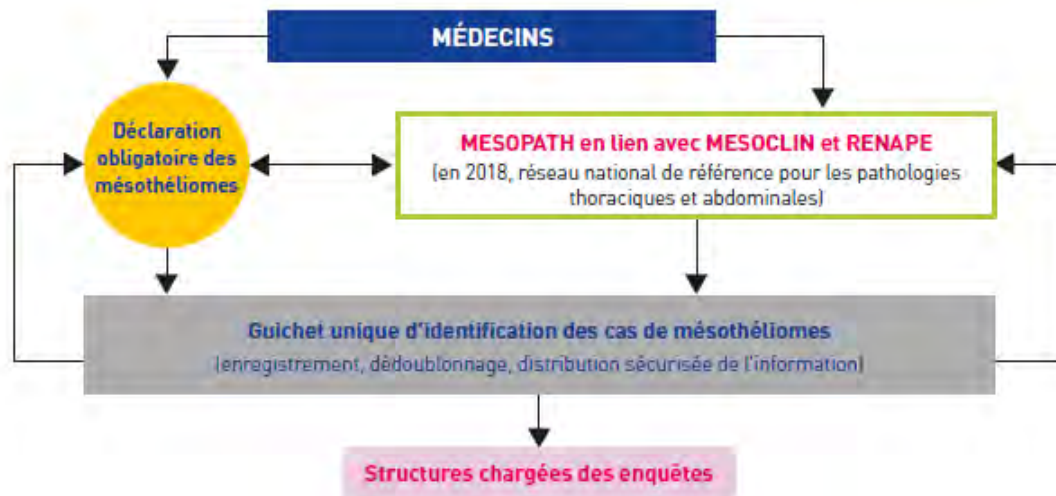 MÉDECINS
Déclaration
obligatoire des
mésothéliomes
MESOPATH en lien avec MESOCLIN et RENAPE
(en 2018, réseau national de référence pour les pathologies
thoraciques et abdominales)
Guichet unique d'identification des cas de mésothéliomes
(enregistrement, dédoublonnage, distribution sécurisée de l'information)
Structures chargées des enquêtes